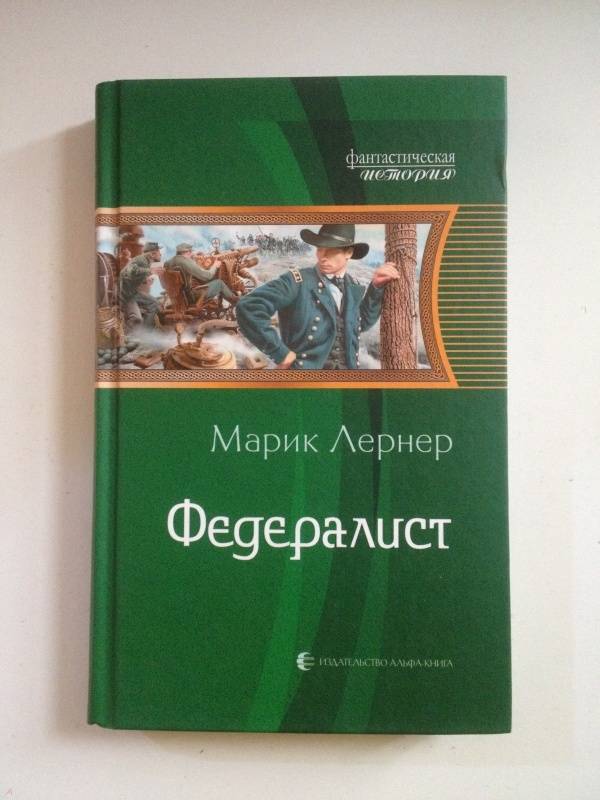 фантастическая
история
Марик Лернер
Федералист
ИЗДАТЕЛЬСТВО АЛЬФА-КНИГА